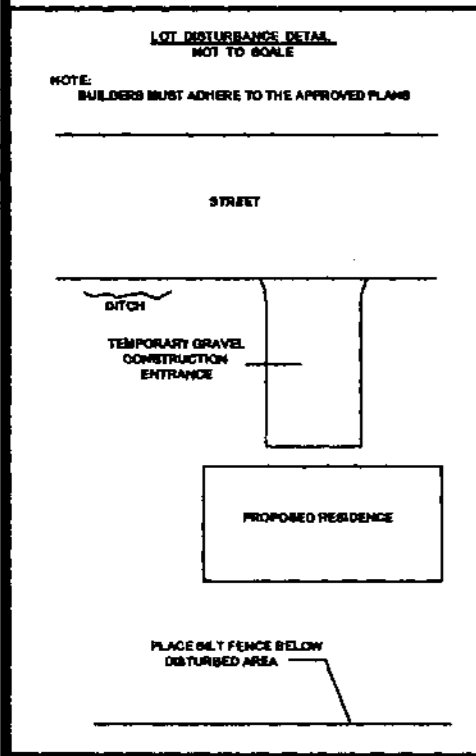 LOT DISTURBANCE DETAIL
NOT TO SCALE
NOTE:
BUILDERS MUST ADHERE TO THE APPROVED PLANS
STREET
DITCH
TEMPORARY GRAVEL
CONSTRUCTION
ENTRANCE
PROPOSED RESIDENCE
PLACE SILT FENCE BELOW
DISTURBED AREA